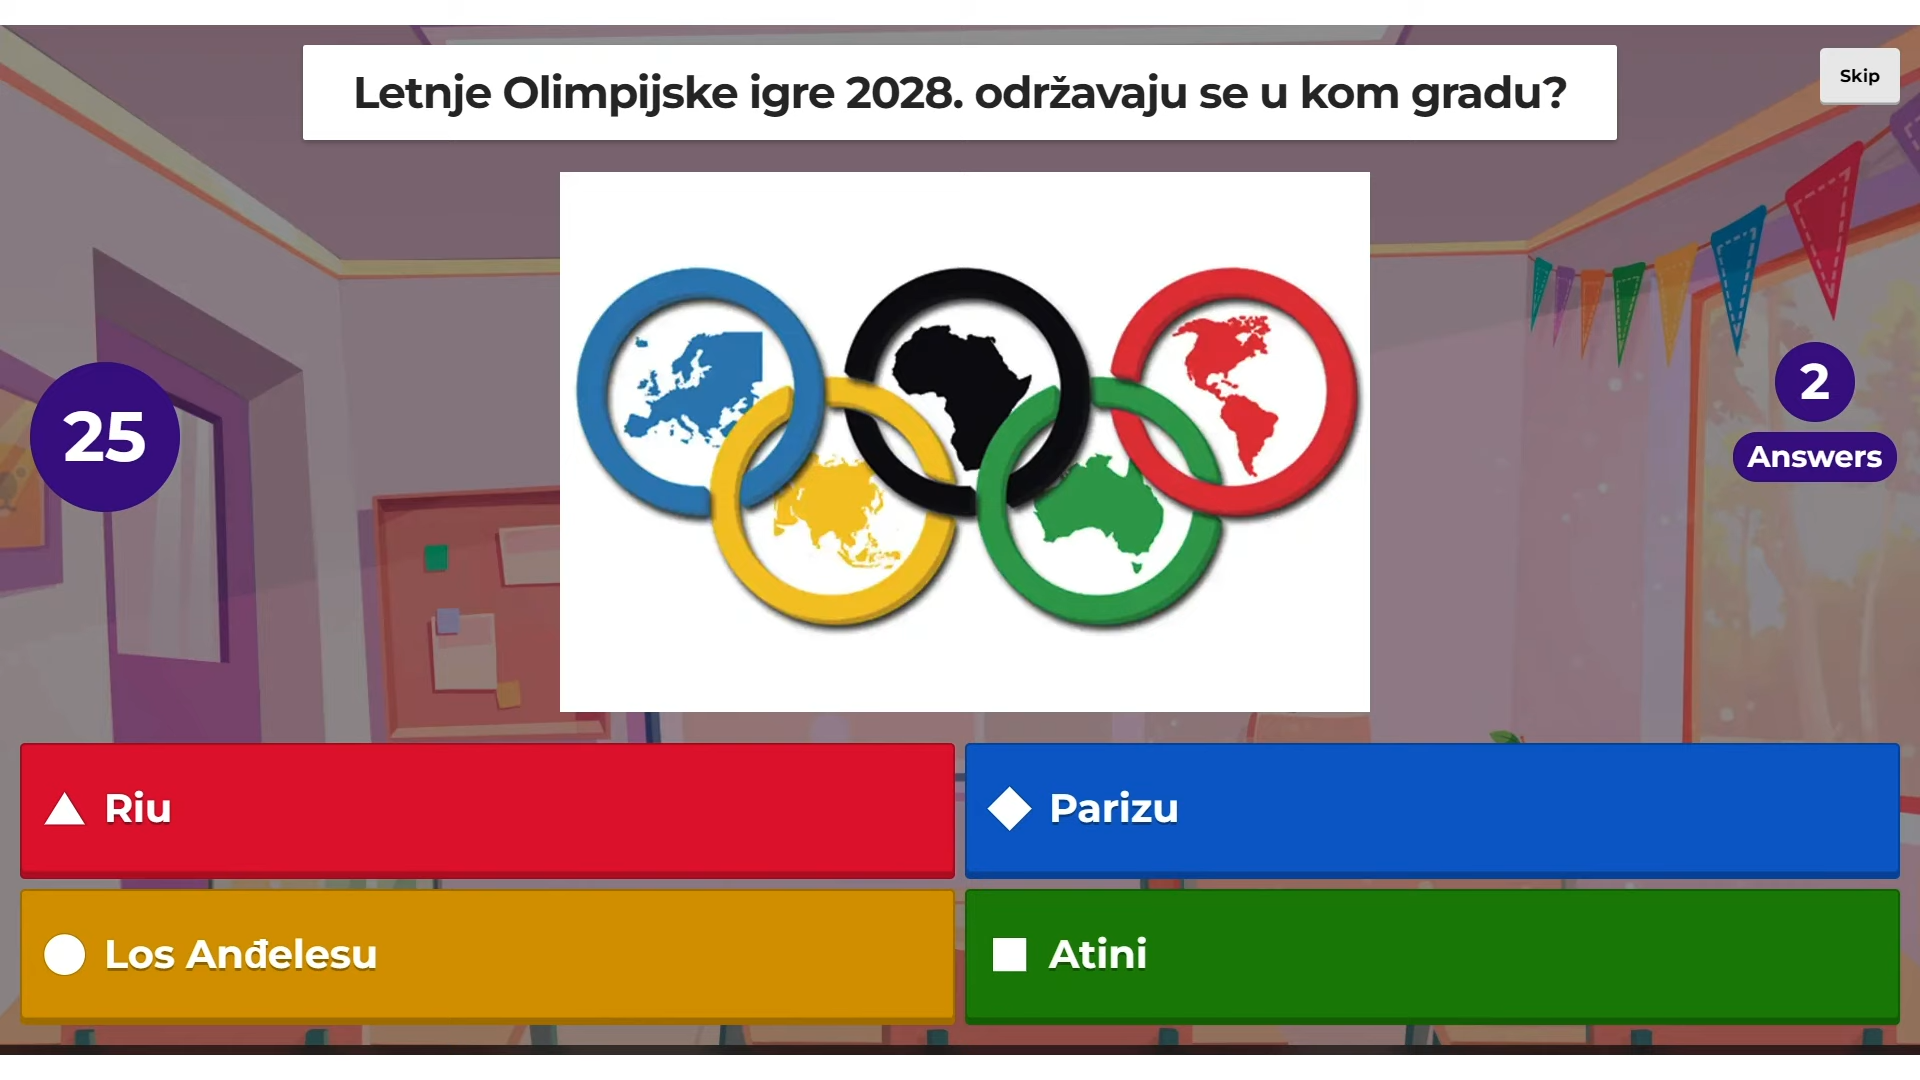 Letnje Olimpijske igre 2028. održavaju se u kom gradu?
Skip
25
2
Answers
Riu
Parizu
Los Anđelesu
Atini